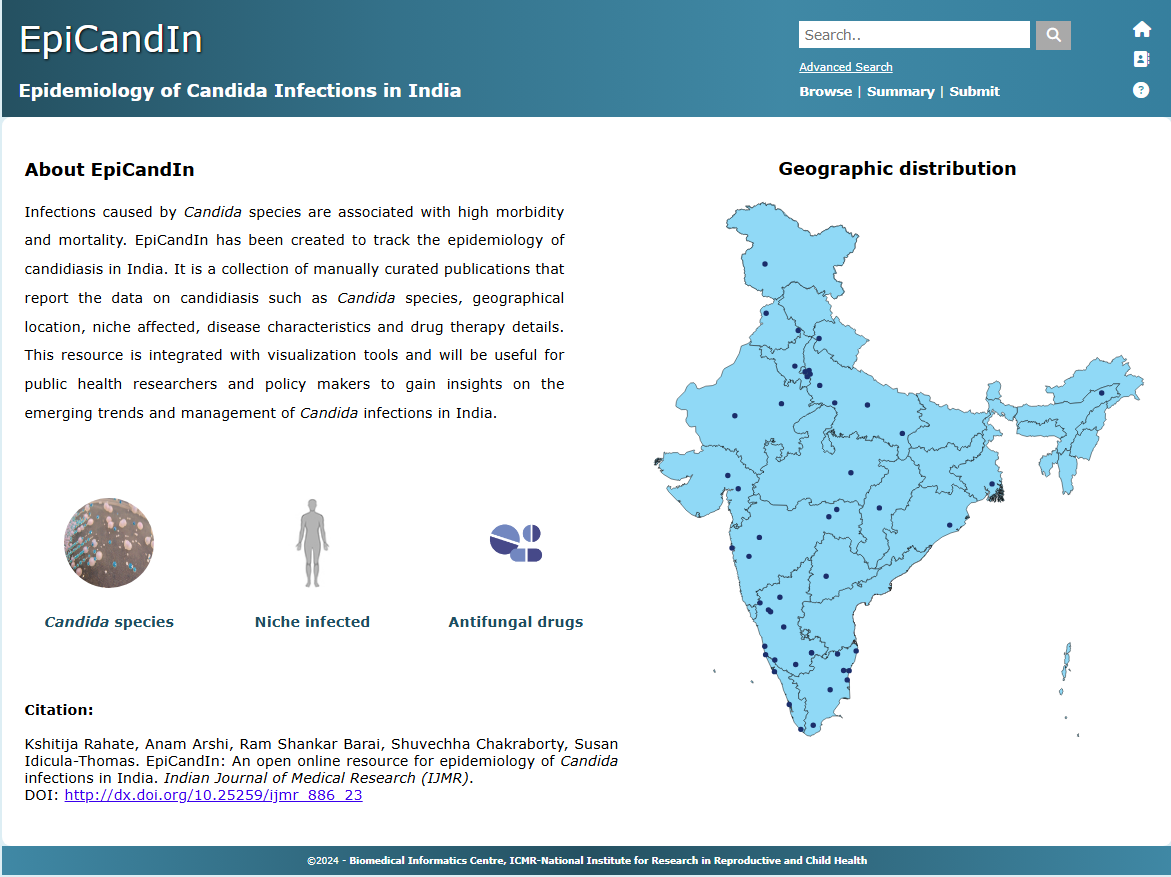 EpiCandIn
Epidemiology of Candida Infections in India
Search..
Advanced Search
Browse | Summary | Submit
About EpiCandIn
Infections caused by Candida species are associated with high morbidity
and mortality. EpiCandIn has been created to track the epidemiology of
candidiasis in India. It is a collection of manually curated publications that
report the data on candidiasis such as Candida species, geographical
location, niche affected, disease characteristics and drug therapy details.
This resource is integrated with visualization tools and will be useful for
public health researchers and policy makers to gain insights on the
emerging trends and management of Candida infections in India.
Candida species
Niche infected
Antifungal drugs
Citation:
Kshitija Rahate, Anam Arshi, Ram Shankar Barai, Shuvechha Chakraborty, Susan
Idicula-Thomas. EpiCandIn: An open online resource for epidemiology of Candida
infections in India. Indian Journal of Medical Research (IJMR).
DOI: http://dx.doi.org/10.25259/ijmr_886_23
Geographic distribution
©2024 - Biomedical Informatics Centre, ICMR-National Institute for Research in Reproductive and Child Health